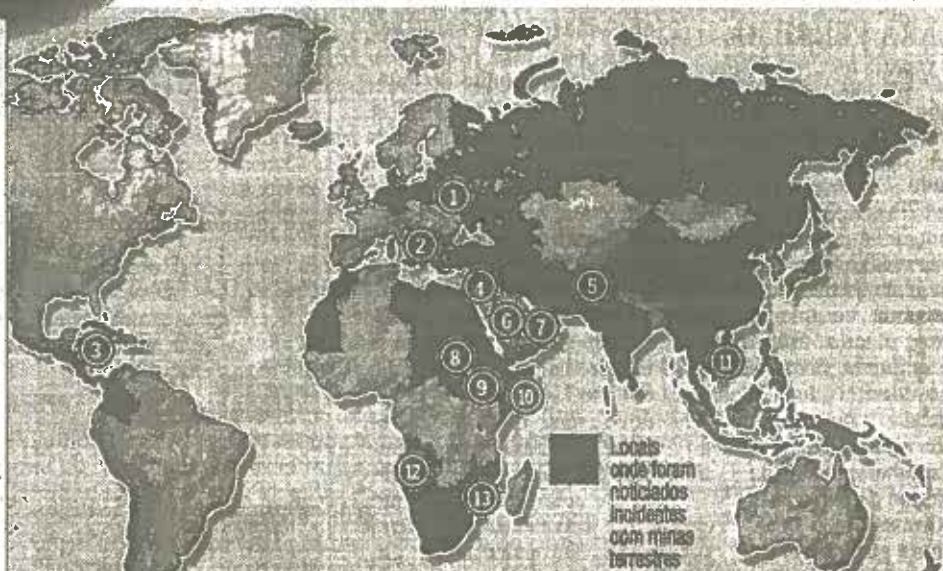 1
2
3
4
5
6
7
8
9
10
11
12
13
Locais
onde foram
noticiados
incidentes
com minas
terrestres